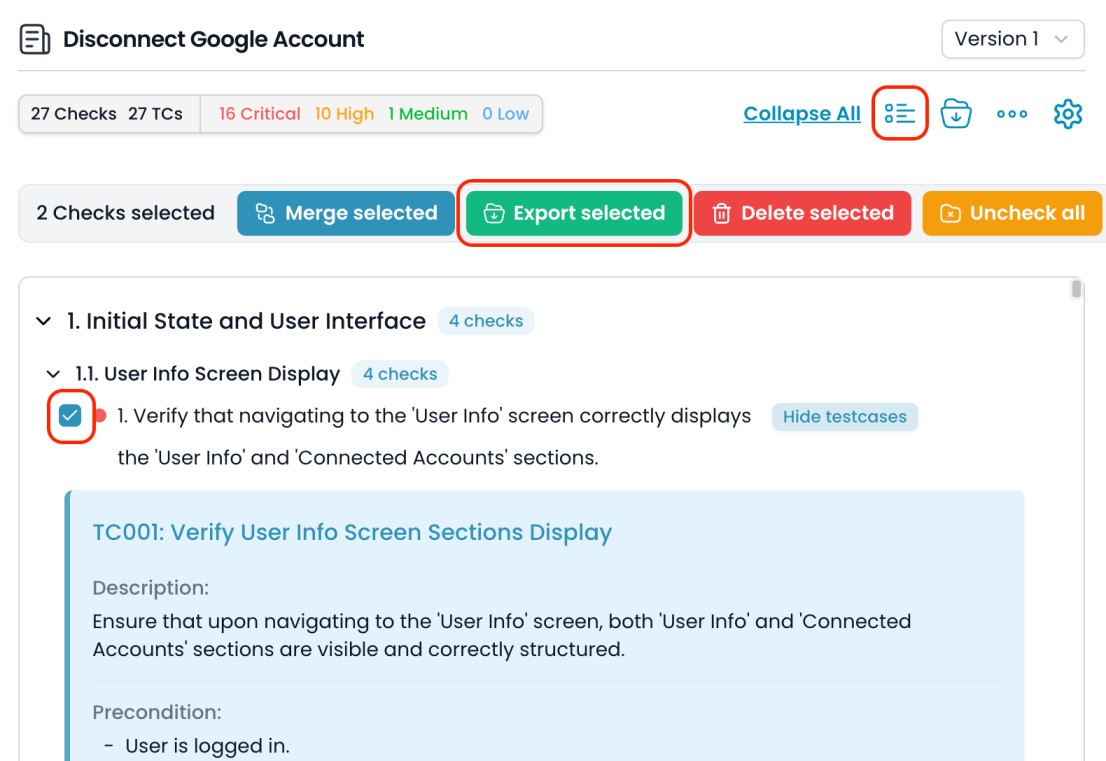 Disconnect Google Account
Version 1
27 Checks 27 TCs 16 Critical 10 High 1 Medium 0 Low
Collapse All
2 Checks selected
Merge selected
Export selected
Delete selected
Uncheck all
1. Initial State and User Interface 4 checks
1.1. User Info Screen Display 4 checks
1. Verify that navigating to the 'User Info' screen correctly displays Hide testcases
the 'User Info' and 'Connected Accounts' sections.
TC001: Verify User Info Screen Sections Display
Description:
Ensure that upon navigating to the 'User Info' screen, both 'User Info' and 'Connected
Accounts' sections are visible and correctly structured.
Precondition:
- User is logged in.